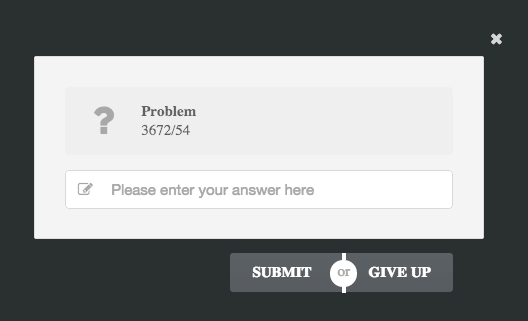 Problem
3672/54
Please enter your answer here
SUBMIT or GIVE UP